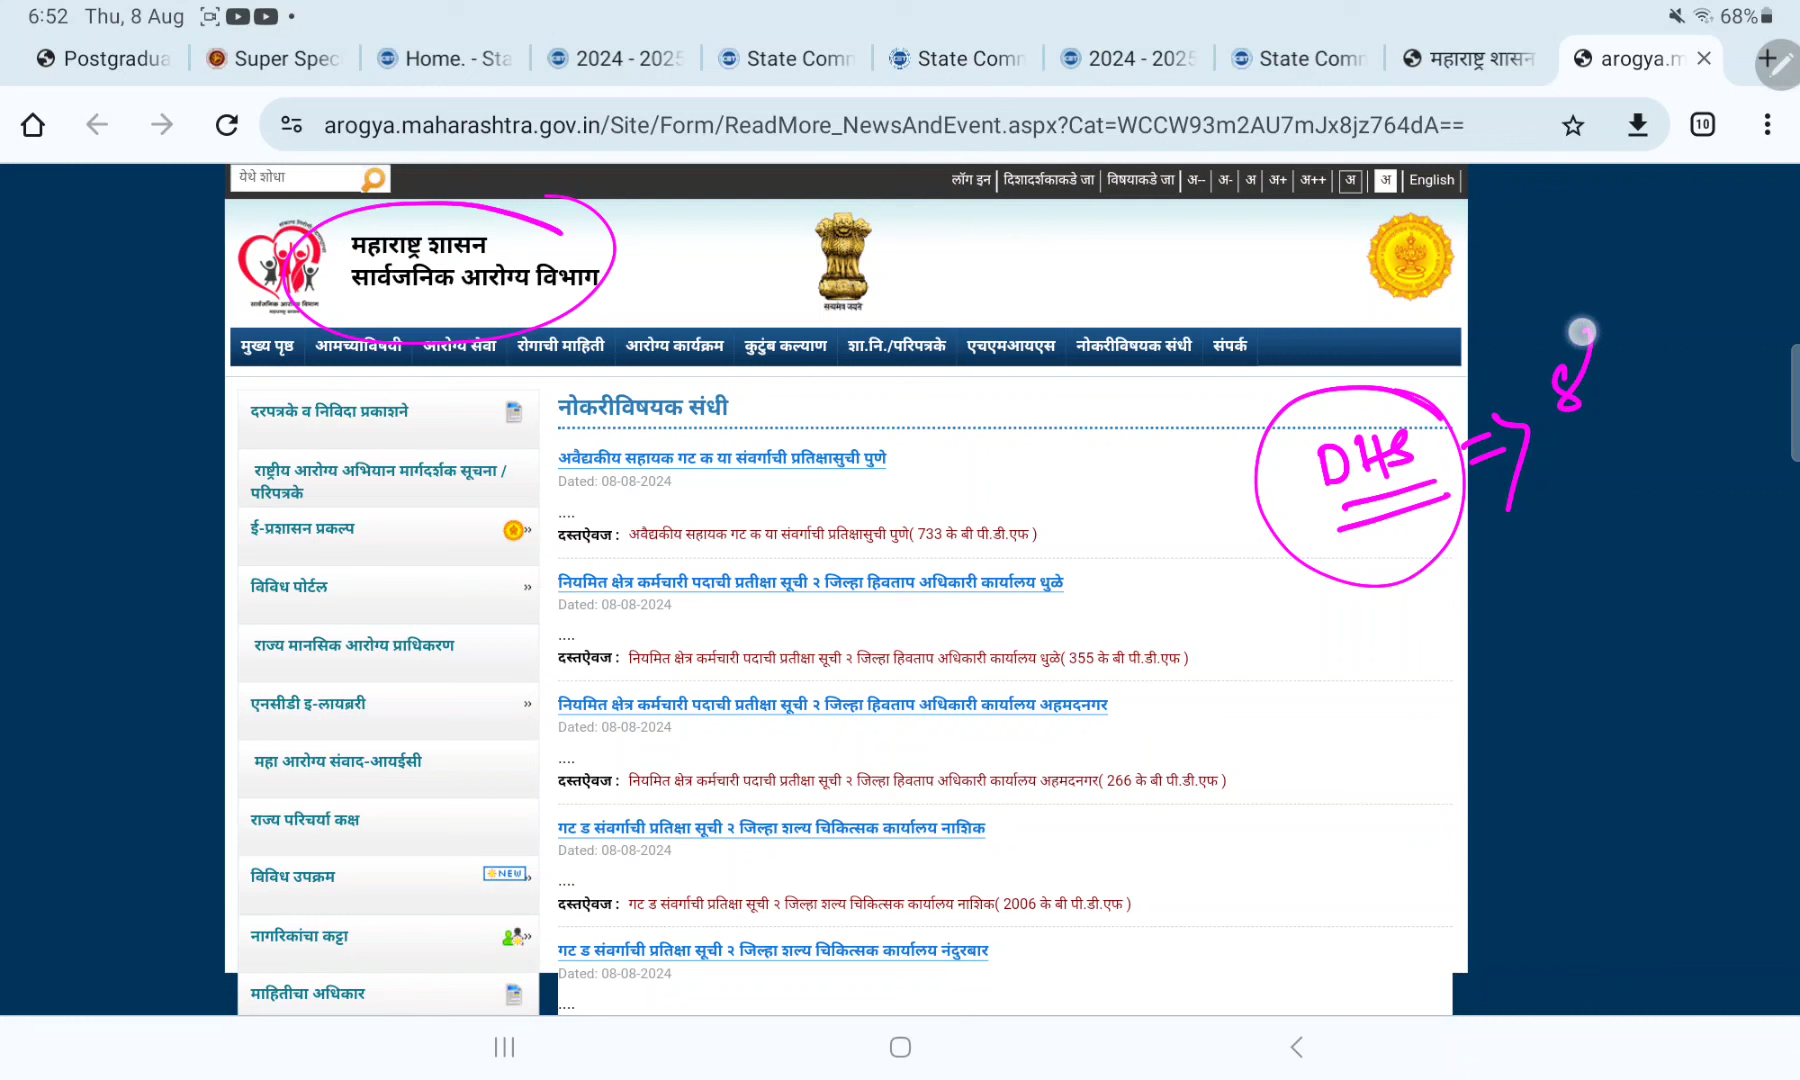 6:52 Thu, 8 Aug 68%
Postgradua
Super Spec
Home. - Sta
2024 - 2025
State Comm
State Comm
2024 - 2025
State Comm
महाराष्ट्र शासन
arogya.m
arogya.maharashtra.gov.in/Site/Form/ReadMore_NewsAndEvent.aspx?Cat=WCCW93m2AU7mJx8jz764dA==
10
येथे शोधा
लॉग इन | दिशादर्शकाकडे जा | विषयाकडे जा | अ-- | अ- | अ | अ+ | अ++ | अ | अ | English |
महाराष्ट्र शासन
सार्वजनिक आरोग्य विभाग
सार्वजनिक आरोग्य विभाग
सत्यमेव जयते
मुख्य पृष्ठ आमच्याविषयी आरोग्य सेवा रोगाची माहिती आरोग्य कार्यक्रम कुटुंब कल्याण शा.नि./परिपत्रके एचएमआयएस नोकरीविषयक संधी संपर्क
दरपत्रके व निविदा प्रकाशने
राष्ट्रीय आरोग्य अभियान मार्गदर्शक सूचना /
परिपत्रके
ई-प्रशासन प्रकल्प »
विविध पोर्टल »
राज्य मानसिक आरोग्य प्राधिकरण
एनसीडी इ-लायब्ररी »
महा आरोग्य संवाद-आयईसी
राज्य परिचर्या कक्ष
विविध उपक्रम NEW »
नागरिकांचा कट्टा »
माहितीचा अधिकार
नोकरीविषयक संधी
अवैद्यकीय सहायक गट क या संवर्गाची प्रतिक्षासुची पुणे
Dated: 08-08-2024
....
दस्तऐवज : अवैद्यकीय सहायक गट क या संवर्गाची प्रतिक्षासुची पुणे( 733 के बी पी.डी.एफ )
नियमित क्षेत्र कर्मचारी पदाची प्रतीक्षा सूची २ जिल्हा हिवताप अधिकारी कार्यालय धुळे
Dated: 08-08-2024
....
दस्तऐवज : नियमित क्षेत्र कर्मचारी पदाची प्रतीक्षा सूची २ जिल्हा हिवताप अधिकारी कार्यालय धुळे( 355 के बी पी.डी.एफ )
नियमित क्षेत्र कर्मचारी पदाची प्रतीक्षा सूची २ जिल्हा हिवताप अधिकारी कार्यालय अहमदनगर
Dated: 08-08-2024
....
दस्तऐवज : नियमित क्षेत्र कर्मचारी पदाची प्रतीक्षा सूची २ जिल्हा हिवताप अधिकारी कार्यालय अहमदनगर( 266 के बी पी.डी.एफ )
गट ड संवर्गाची प्रतिक्षा सूची २ जिल्हा शल्य चिकित्सक कार्यालय नाशिक
Dated: 08-08-2024
....
दस्तऐवज : गट ड संवर्गाची प्रतिक्षा सूची २ जिल्हा शल्य चिकित्सक कार्यालय नाशिक( 2006 के बी पी.डी.एफ )
गट ड संवर्गाची प्रतिक्षा सूची २ जिल्हा शल्य चिकित्सक कार्यालय नंदुरबार
Dated: 08-08-2024
....
DHS => 8